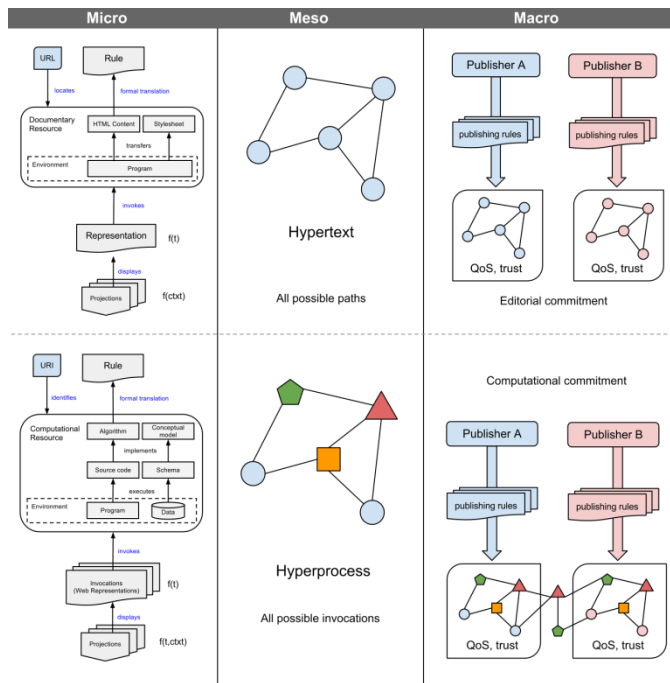 Micro
Meso
Macro
URL
Rule
locates
formal translation
Documentary
Resource
HTML Content
Stylesheet
transfers
Environment
Program
invokes
Representation
f(t)
displays
Projections
f(ctxt)
Hypertext
All possible paths
Publisher A
Publisher B
publishing rules
publishing rules
QoS, trust
QoS, trust
Editorial commitment
URI
Rule
identifies
formal translation
Computational
Resource
Algorithm
Conceptual
model
implements
Source code
Schema
executes
Environment
Program
Data
invokes
Invocations
(Web Representations)
f(t)
displays
Projections
f(t,ctxt)
Hyperprocess
All possible invocations
Computational commitment
Publisher A
Publisher B
publishing rules
publishing rules
QoS, trust
QoS, trust